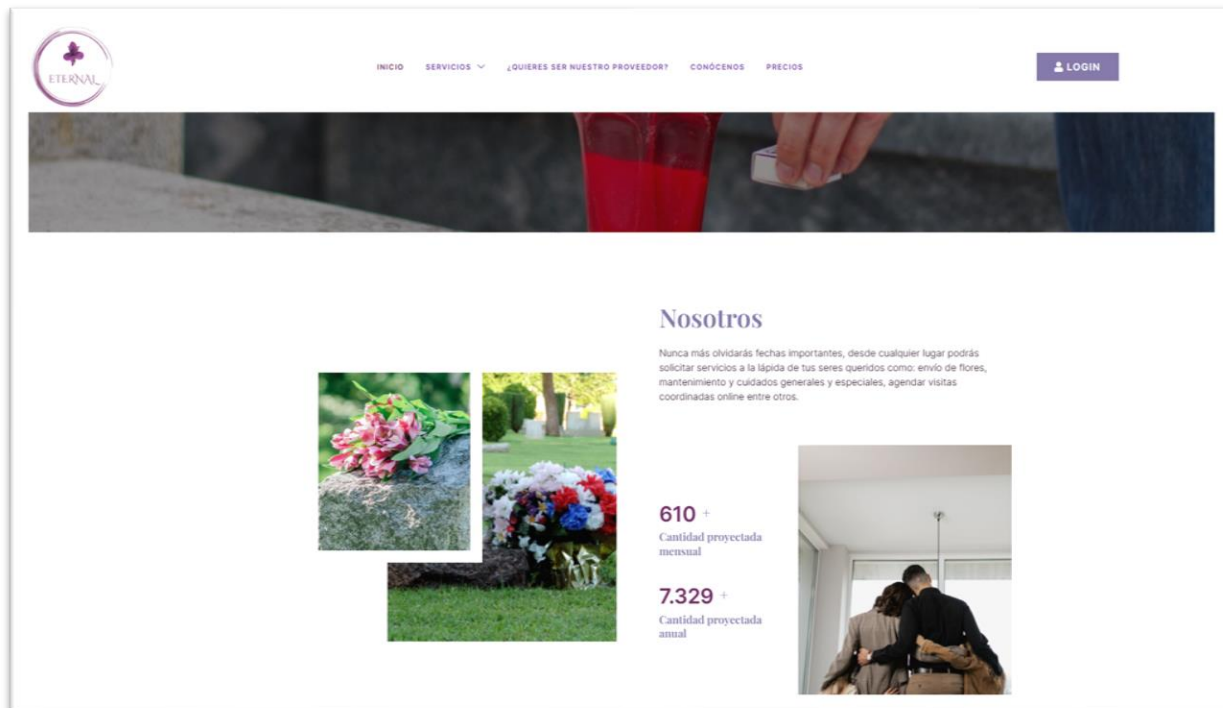 ETERNAL
INICIO
SERVICIOS
¿QUIERES SER NUESTRO PROVEEDOR?
CONÓCENOS
PRECIOS
LOGIN
Nosotros
Nunca más olvidarás fechas importantes, desde cualquier lugar podrás
solicitar servicios a la lápida de tus seres queridos como: envío de flores,
mantenimiento y cuidados generales y especiales, agendar visitas
coordinadas online entre otros.
610 +
Cantidad proyectada
mensual
7.329 +
Cantidad proyectada
anual